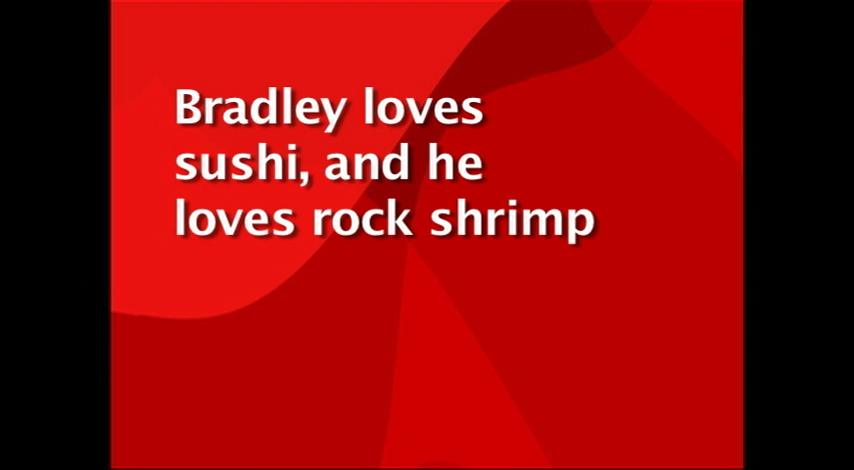 Bradley loves
sushi, and he
loves rock shrimp